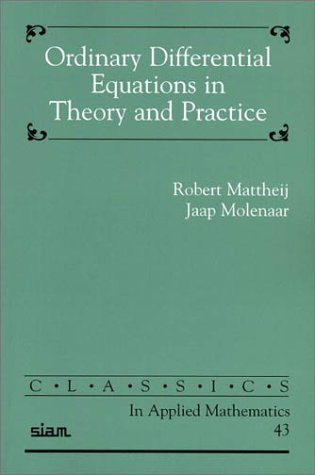 Ordinary Differential
Equations in
Theory and Practice
Robert Mattheij
Jaap Molenaar
C•L•A•S•S•I•C•S
In Applied Mathematics
siam
43